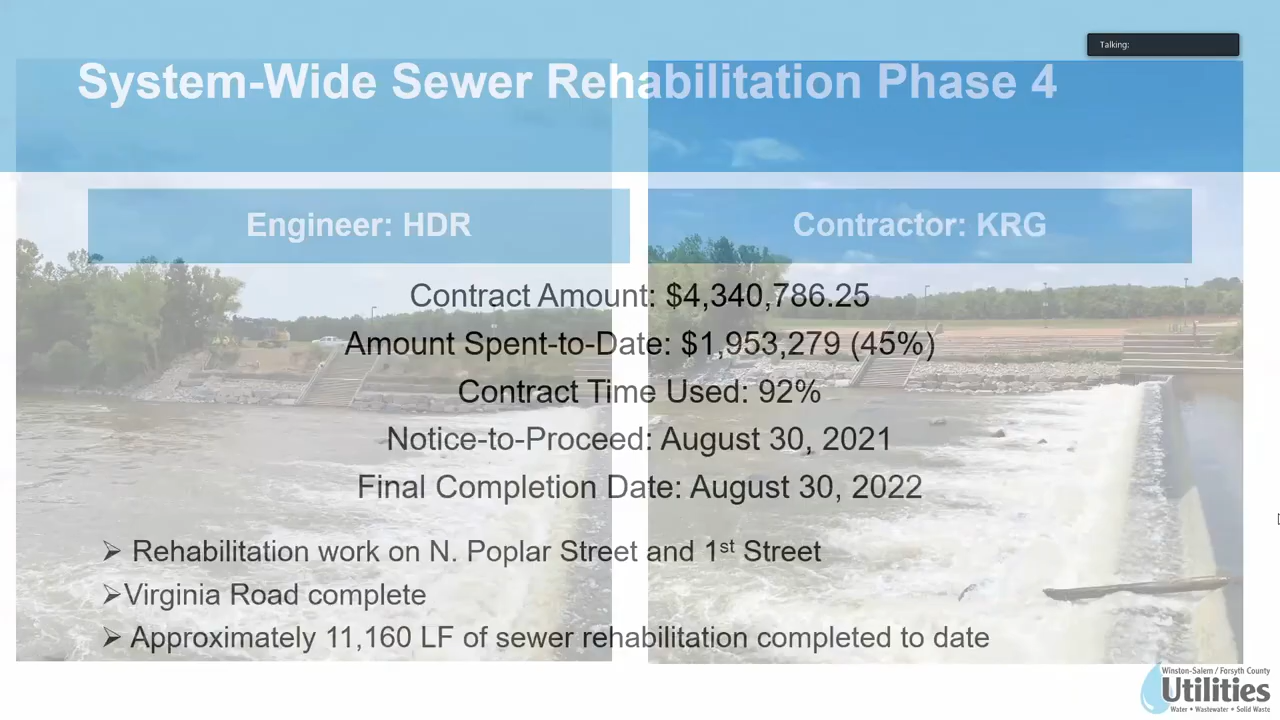 Talking:
System-Wide Sewer Rehabilitation Phase 4
Engineer: HDR
Contractor: KRG
Contract Amount: $4,340,786.25
Amount Spent-to-Date: $1,953,279 (45%)
Contract Time Used: 92%
Notice-to-Proceed: August 30, 2021
Final Completion Date: August 30, 2022
➢ Rehabilitation work on N. Poplar Street and 1st Street
➢Virginia Road complete
➢ Approximately 11,160 LF of sewer rehabilitation completed to date
Winston-Salem / Forsyth County
Utilities
Water • Wastewater • Solid Waste